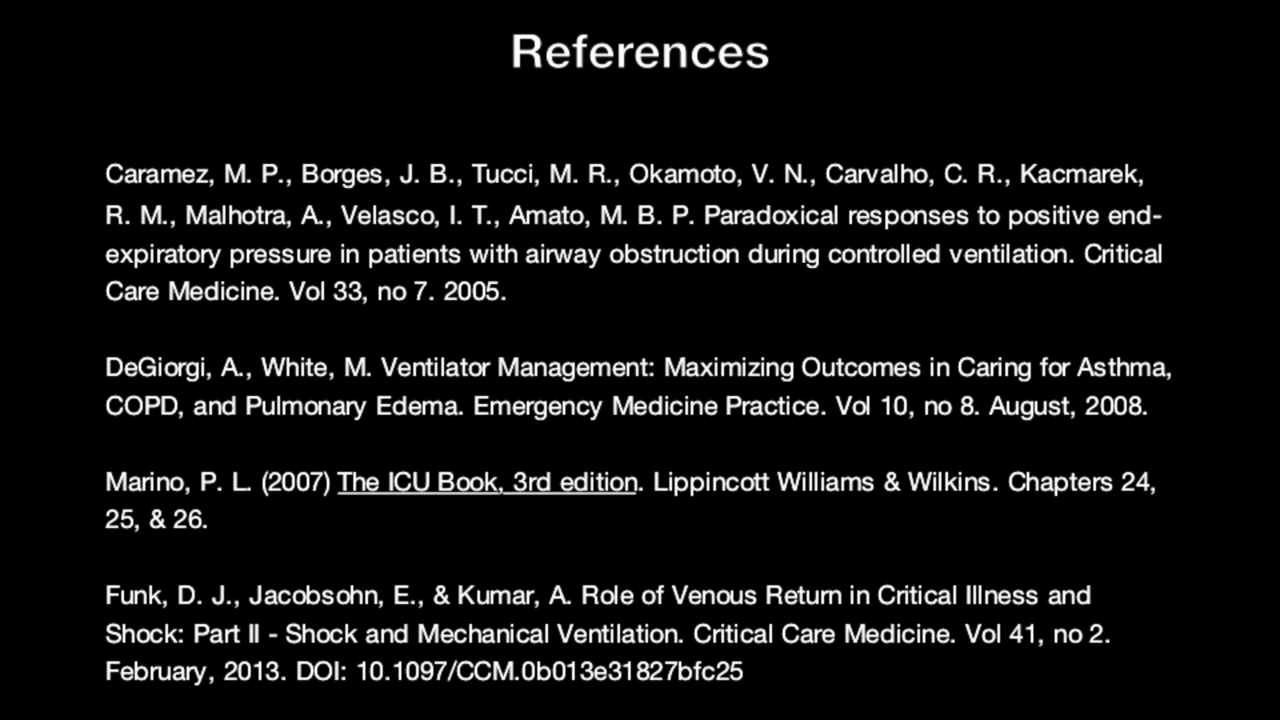 References
Caramez, M. P., Borges, J. B., Tucci, M. R., Okamoto, V. N., Carvalho, C. R., Kacmarek,
R. M., Malhotra, A., Velasco, I. T., Amato, M. B. P. Paradoxical responses to positive end-
expiratory pressure in patients with airway obstruction during controlled ventilation. Critical
Care Medicine. Vol 33, no 7. 2005.
DeGiorgi, A., White, M. Ventilator Management: Maximizing Outcomes in Caring for Asthma,
COPD, and Pulmonary Edema. Emergency Medicine Practice. Vol 10, no 8. August, 2008.
Marino, P. L. (2007) The ICU Book, 3rd edition. Lippincott Williams & Wilkins. Chapters 24,
25, & 26.
Funk, D. J., Jacobsohn, E., & Kumar, A. Role of Venous Return in Critical Illness and
Shock: Part II - Shock and Mechanical Ventilation. Critical Care Medicine. Vol 41, no 2.
February, 2013. DOI: 10.1097/CCM.0b013e31827bfc25